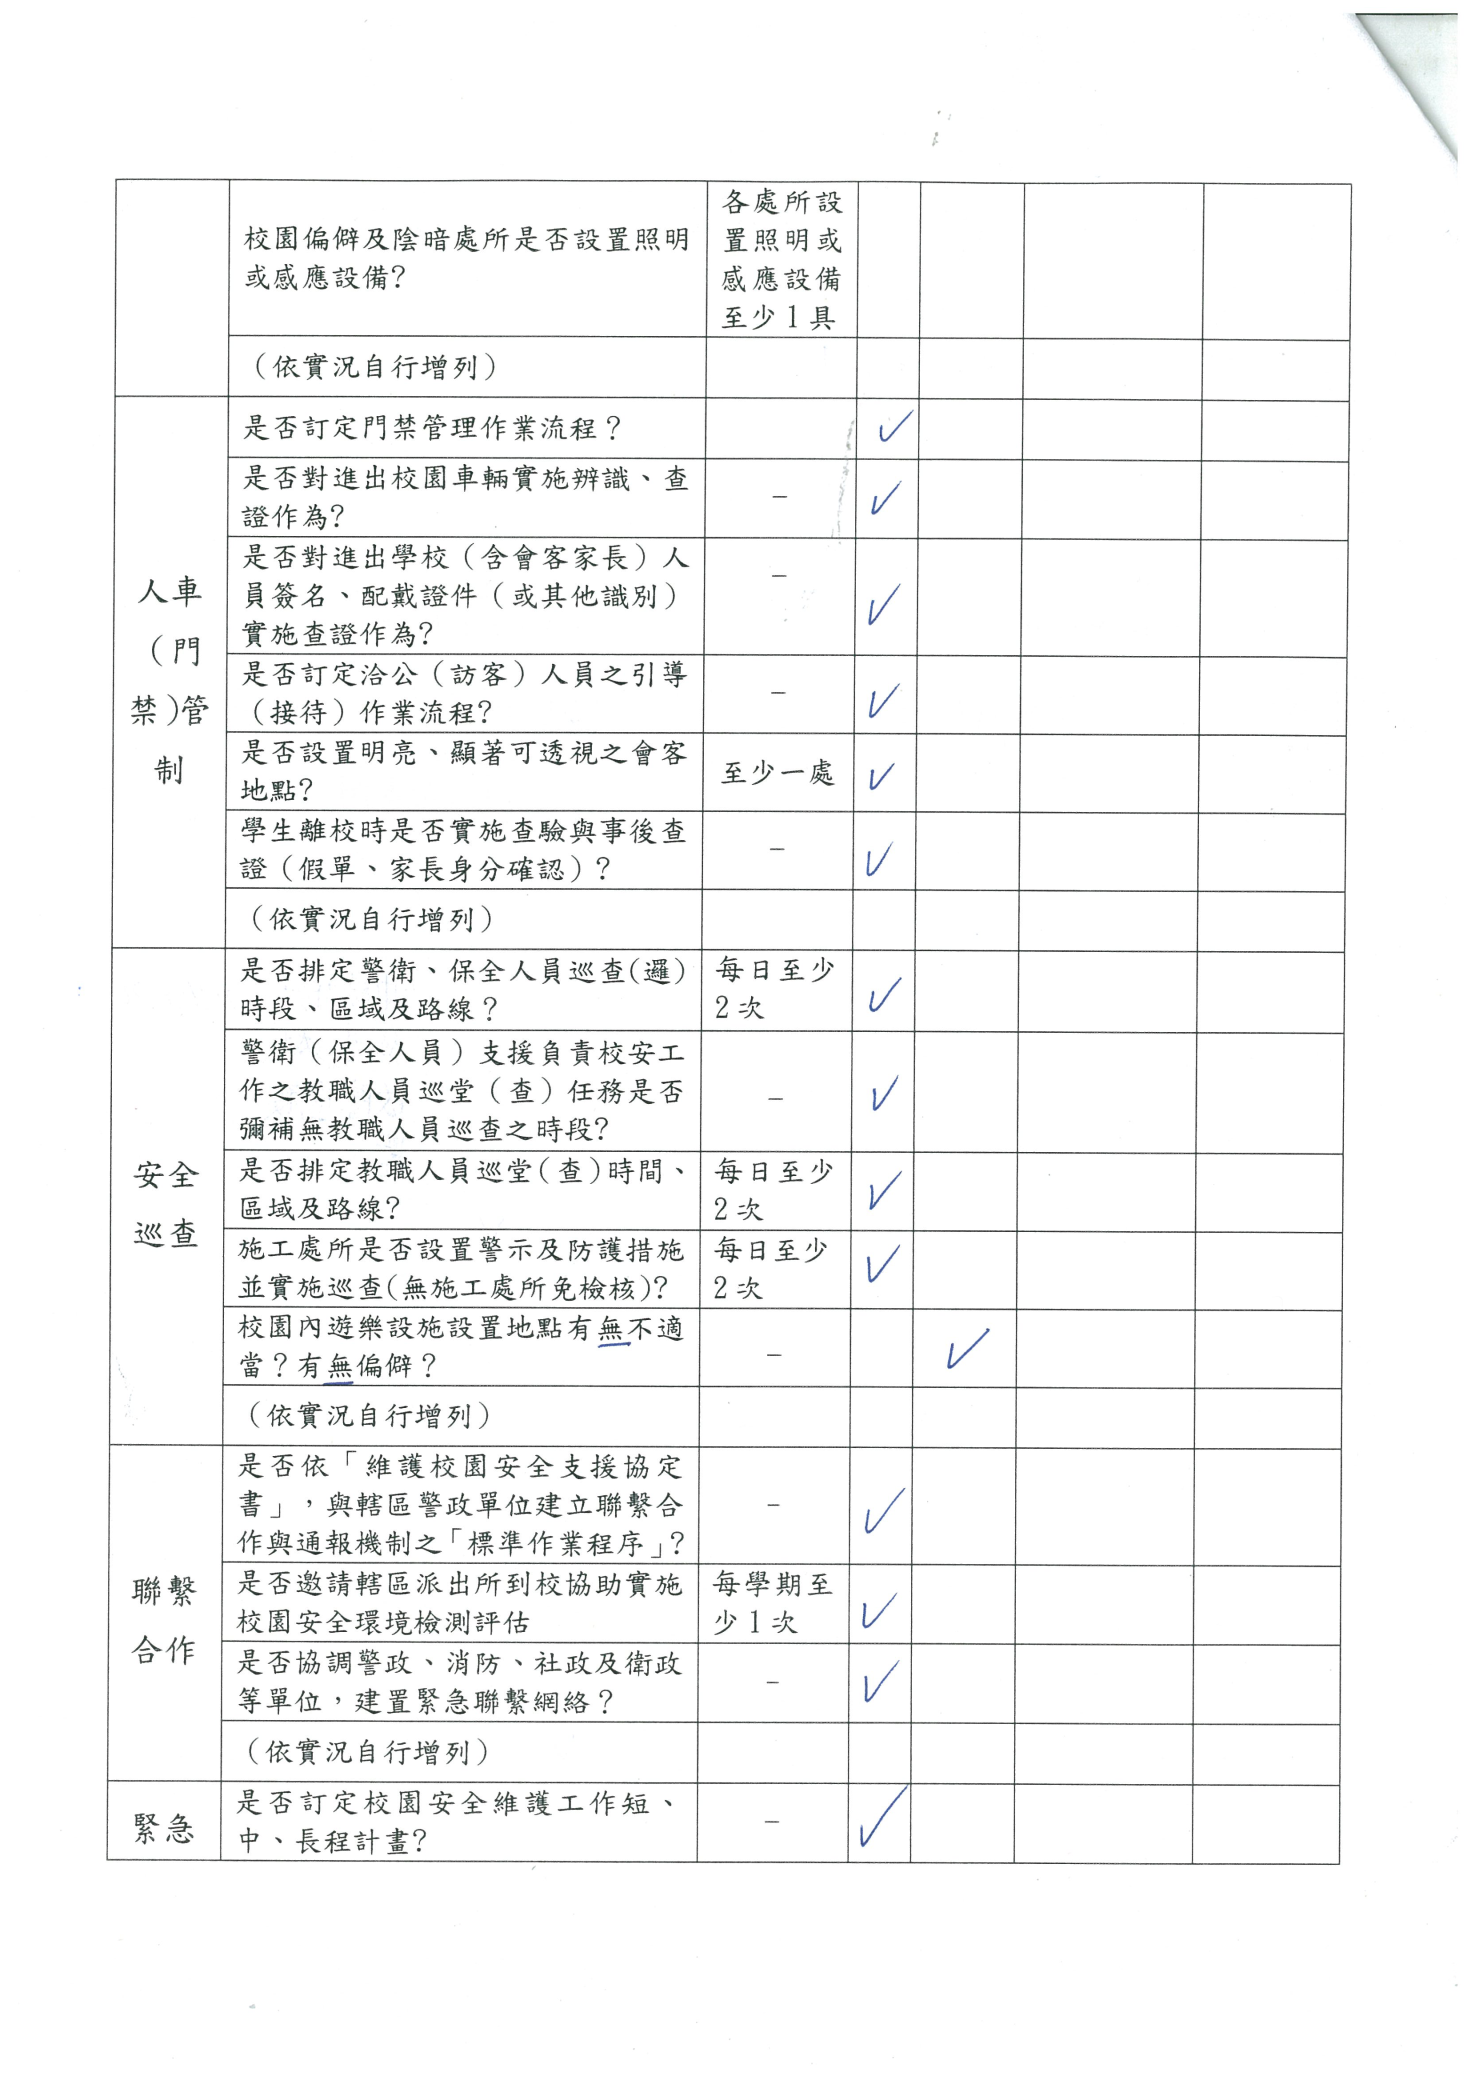 校園偏僻及陰暗處所是否設置照明
或感應設備?
各處所設
置照明或
感應設備
至少1具
（依實況自行增列）
人車
（門
禁）管
制
是否訂定門禁管理作業流程？
✓
是否對進出校園車輛實施辨識、查
證作為?
–
✓
是否對進出學校（含會客家長）人
員簽名、配戴證件（或其他識別）
實施查證作為?
–
✓
是否訂定洽公（訪客）人員之引導
（接待）作業流程?
–
✓
是否設置明亮、顯著可透視之會客
地點?
至少一處
✓
學生離校時是否實施查驗與事後查
證（假單、家長身分確認）？
–
✓
（依實況自行增列）
安全
巡查
是否排定警衛、保全人員巡查(邏)
時段、區域及路線？
每日至少
2次
✓
警衛（保全人員）支援負責校安工
作之教職人員巡堂（查）任務是否
彌補無教職人員巡查之時段?
–
✓
是否排定教職人員巡堂(查)時間、
區域及路線?
每日至少
2次
✓
施工處所是否設置警示及防護措施
並實施巡查(無施工處所免檢核)?
每日至少
2次
✓
校園內遊樂設施設置地點有無不適
當？有無偏僻？
–
✓
（依實況自行增列）
聯繫
合作
是否依「維護校園安全支援協定
書」，與轄區警政單位建立聯繫合
作與通報機制之「標準作業程序」?
–
✓
是否邀請轄區派出所到校協助實施
校園安全環境檢測評估
每學期至
少1次
✓
是否協調警政、消防、社政及衛政
等單位，建置緊急聯繫網絡？
–
✓
（依實況自行增列）
緊急
是否訂定校園安全維護工作短、
中、長程計畫?
–
✓